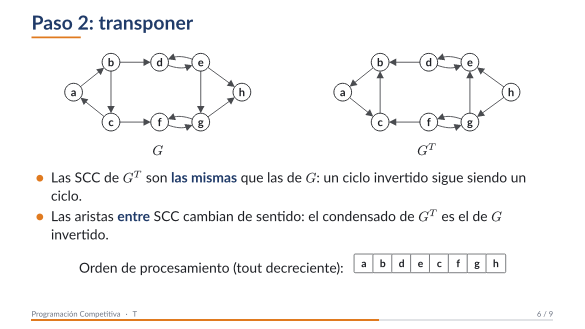 Paso 2: transponer
b d e
a h
c f g
G
b d e
a h
c f g
G^T
Las SCC de G^T son las mismas que las de G: un ciclo invertido sigue siendo un
ciclo.
Las aristas entre SCC cambian de sentido: el condensado de G^T es el de G
invertido.
Orden de procesamiento (tout decreciente): a b d e c f g h
Programación Competitiva · T 6 / 9